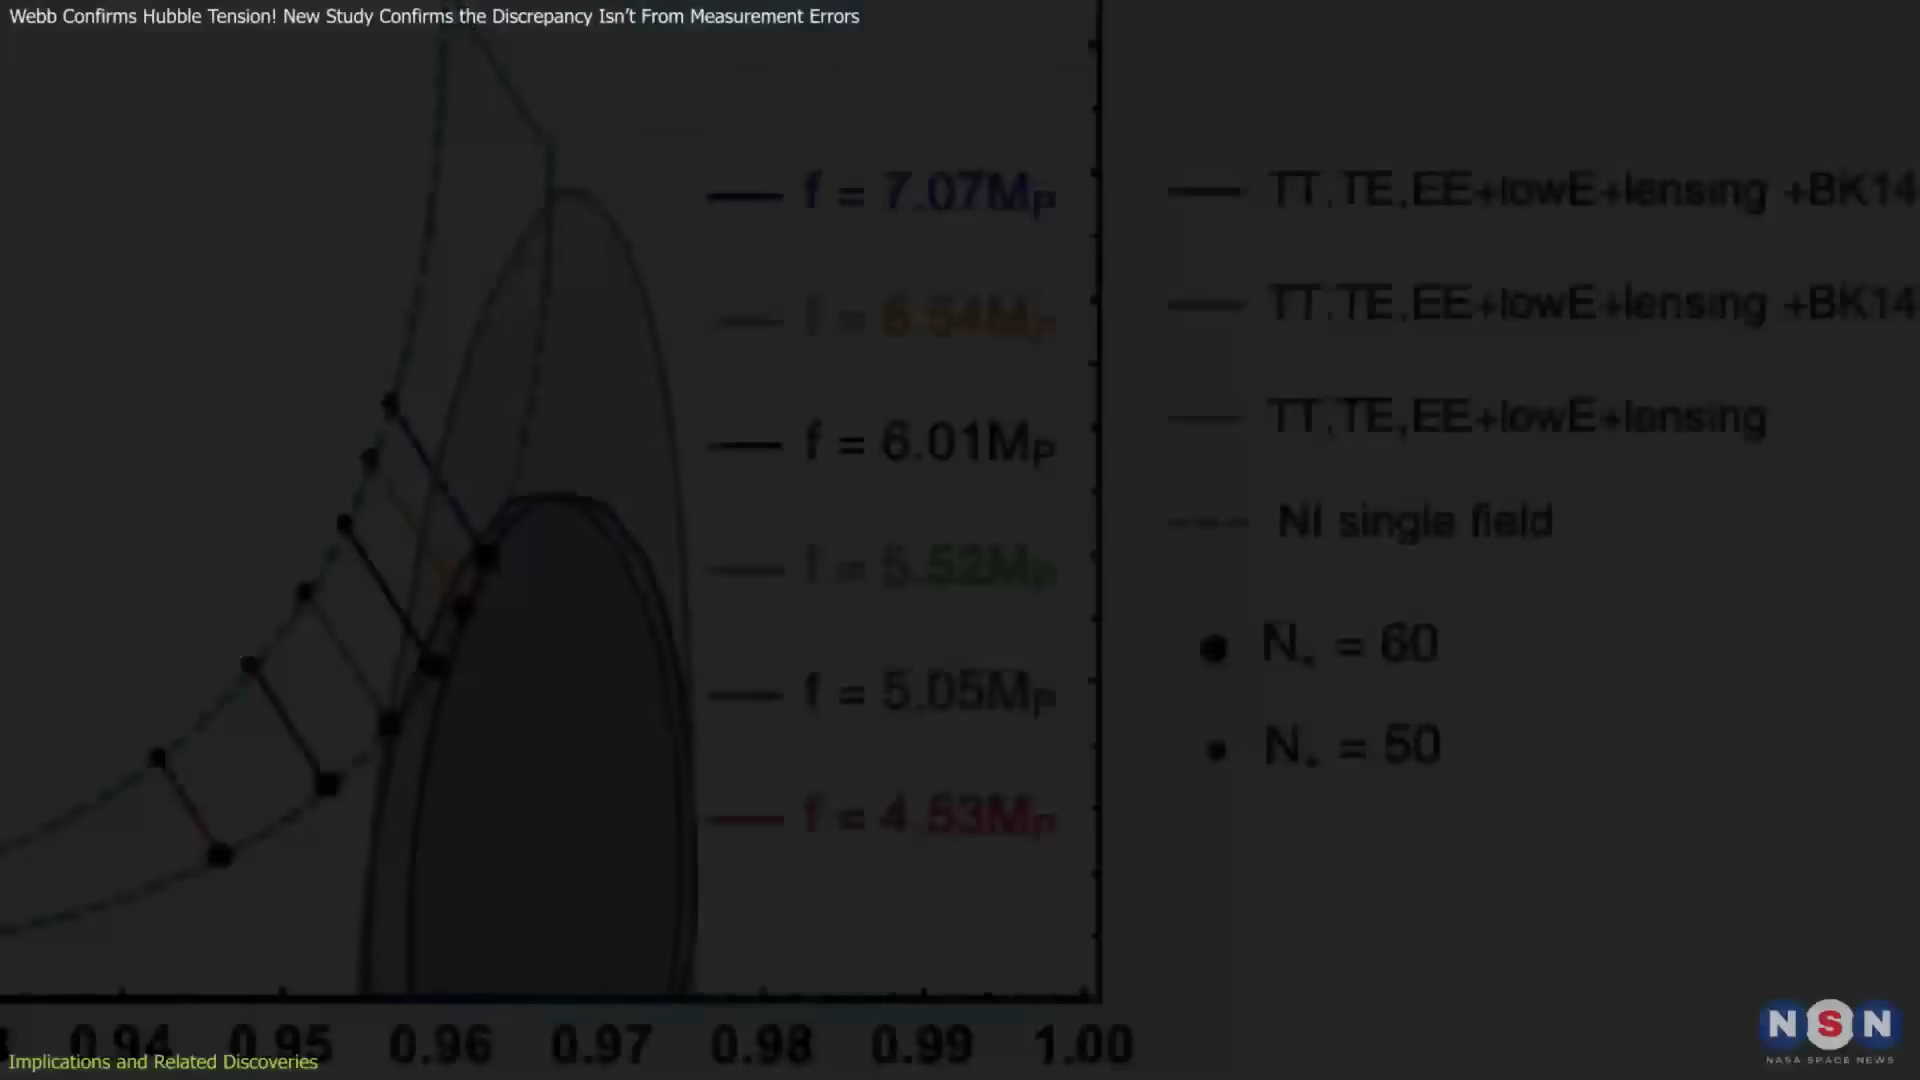 Webb Confirms Hubble Tension! New Study Confirms the Discrepancy Isn't From Measurement Errors
f = 7.07Mₚ
f = 6.54Mₚ
f = 6.01Mₚ
f = 5.52Mₚ
f = 5.05Mₚ
f = 4.53Mₚ
TT,TE,EE+lowE+lensing +BK14
TT,TE,EE+lowE+lensing +BK14
TT,TE,EE+lowE+lensing
NI single field
N⁎ = 60
N⁎ = 50
0.94 0.95 0.96 0.97 0.98 0.99 1.00
Implications and Related Discoveries
NSN
NASA SPACE NEWS